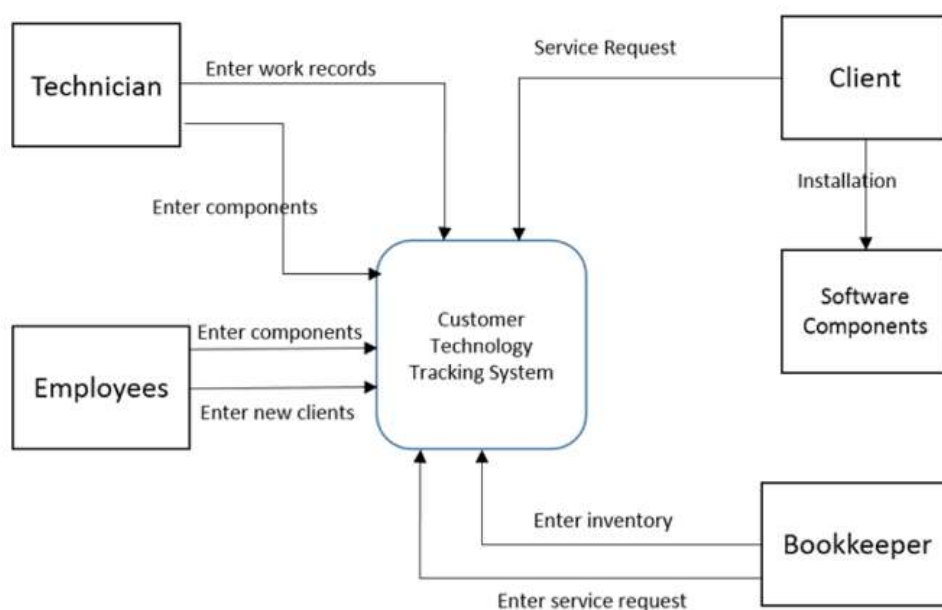 Technician
Enter work records
Service Request
Client
Enter components
Installation
Customer
Technology
Tracking System
Software
Components
Employees
Enter components
Enter new clients
Enter inventory
Bookkeeper
Enter service request